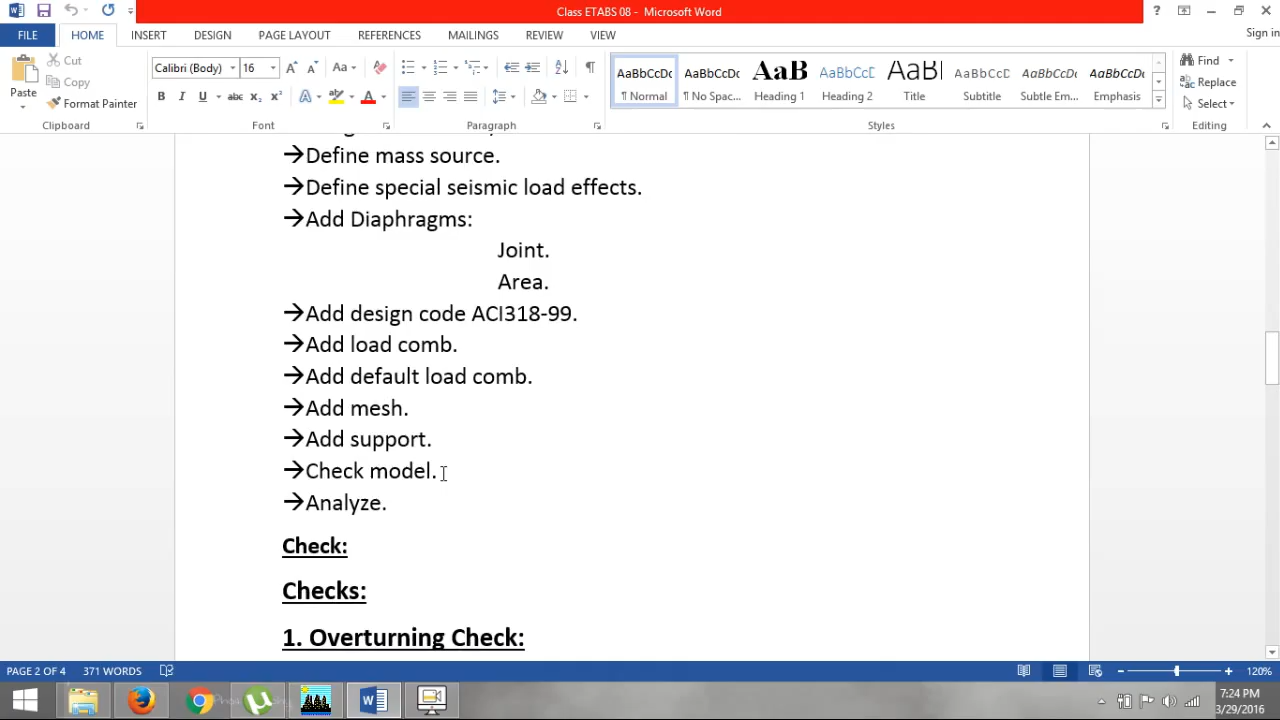 Class ETABS 08 - Microsoft Word
?
FILE HOME INSERT DESIGN PAGE LAYOUT REFERENCES MAILINGS REVIEW VIEW Sign in
Paste
Cut
Copy
Format Painter
Clipboard
Calibri (Body) 16
Font
Paragraph
AaBbCcDc AaBbCcDc AaB AaBbCcD AaB AaBbCcD AaBbCcDc AaBbCcDc
¶ Normal ¶ No Spac... Heading 1 Heading 2 Title Subtitle Subtle Em... Emphasis
Styles
Find
Replace
Select
Editing
→Define mass source.
→Define special seismic load effects.
→Add Diaphragms:
Joint.
Area.
→Add design code ACI318-99.
→Add load comb.
→Add default load comb.
→Add mesh.
→Add support.
→Check model.
→Analyze.
Check:
Checks:
1. Overturning Check:
PAGE 2 OF 4 371 WORDS 120%
7:24 PM
3/29/2016